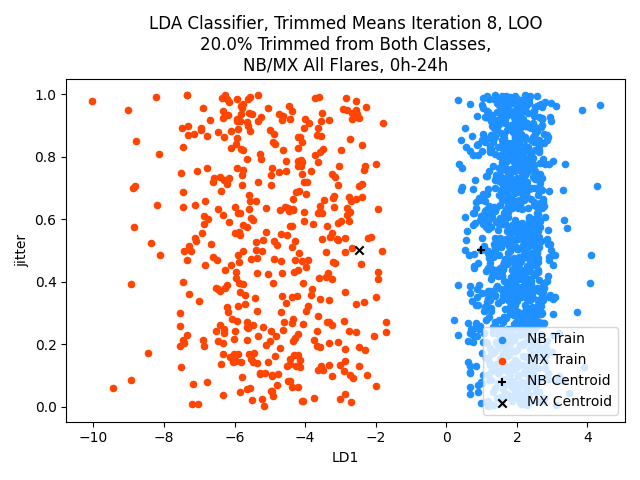 LDA Classifier, Trimmed Means Iteration 8, LOO
20.0% Trimmed from Both Classes,
NB/MX All Flares, 0h-24h
jitter
1.0
0.8
0.6
0.4
0.2
0.0
NB Train
MX Train
NB Centroid
MX Centroid
−10
−8
−6
−4
−2
0
2
4
LD1